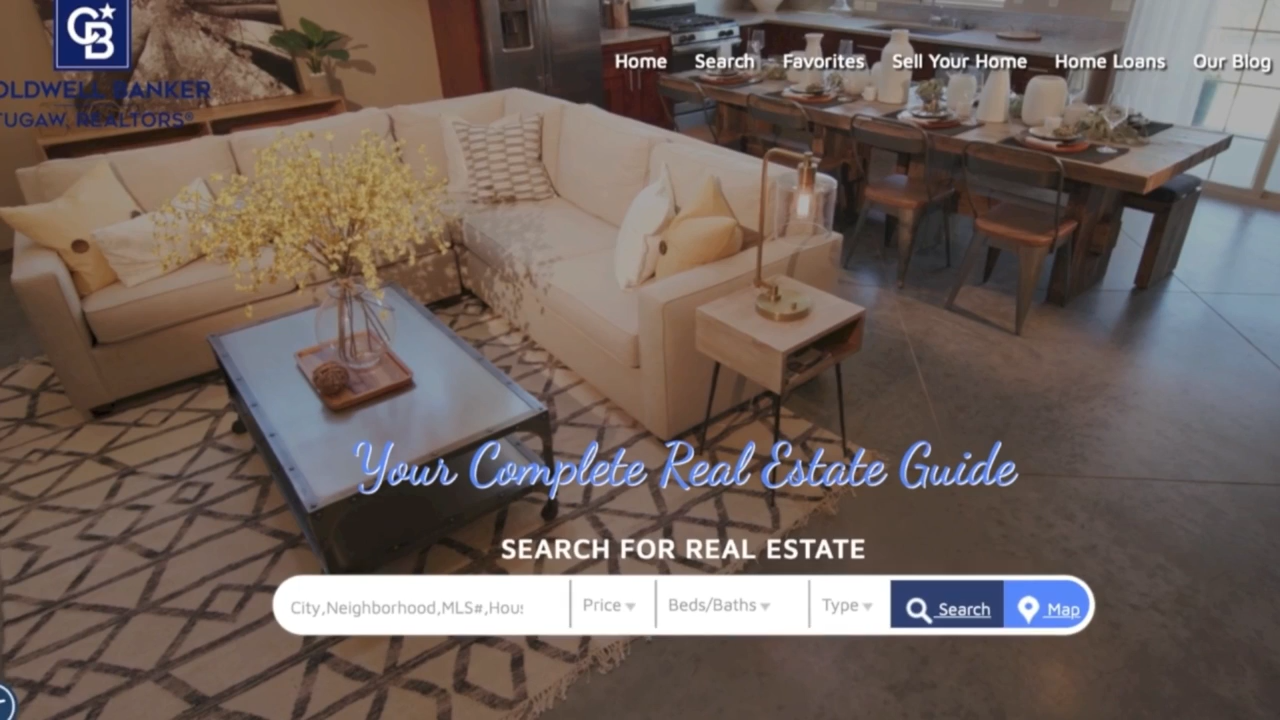 CB
OLDWELL BANKER
TUGAW, REALTORS®
Home Search Favorites Sell Your Home Home Loans Our Blog
Your Complete Real Estate Guide
SEARCH FOR REAL ESTATE
City,Neighborhood,MLS#,Hous Price Beds/Baths Type Search Map